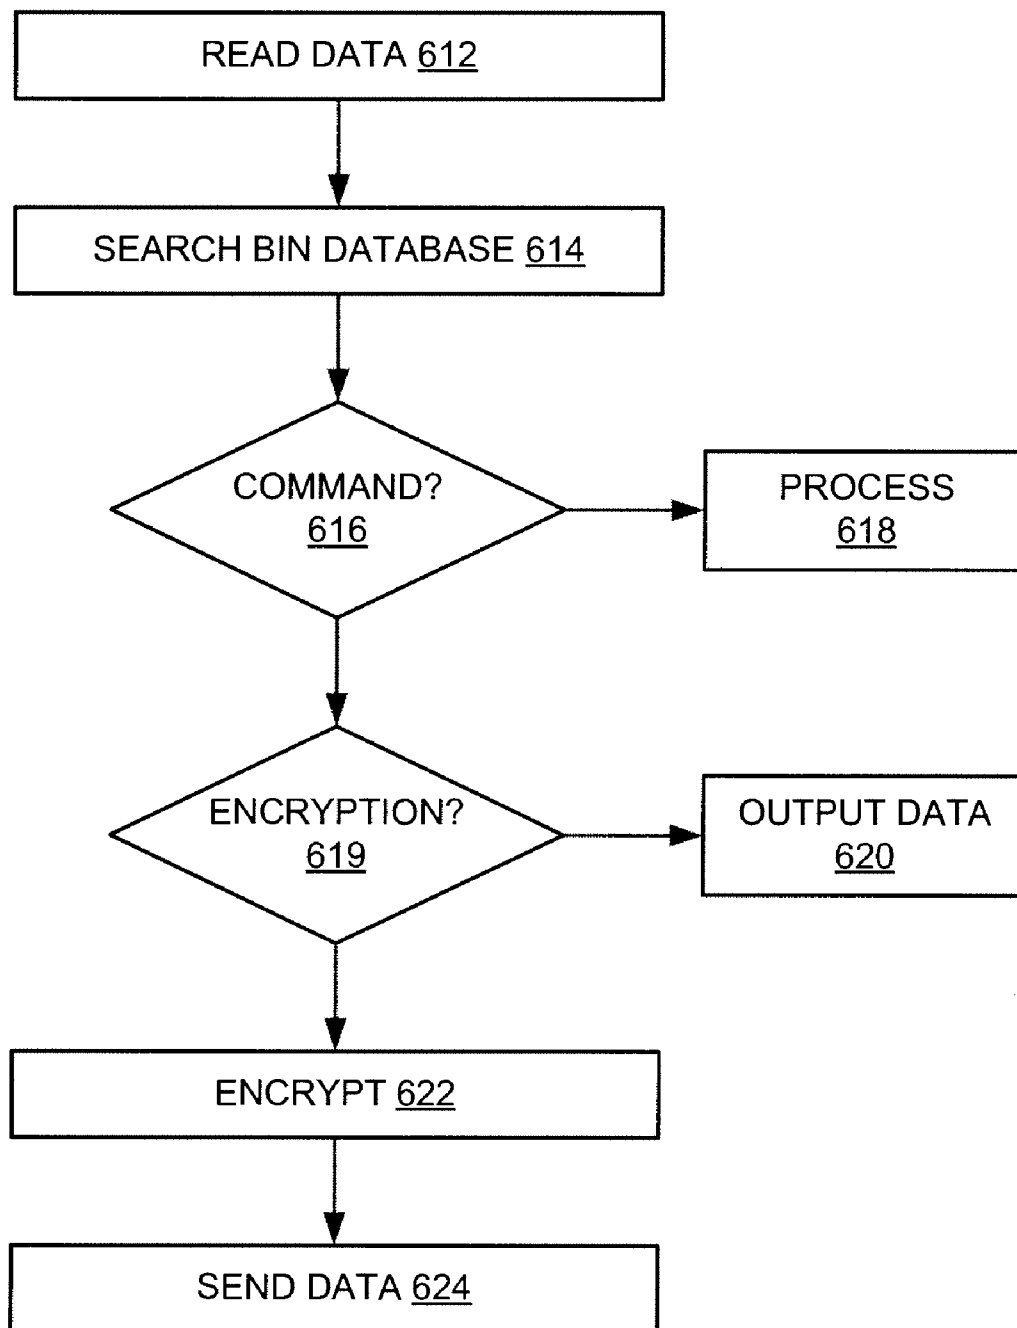 READ DATA 612
SEARCH BIN DATABASE 614
COMMAND?
616
PROCESS
618
ENCRYPTION?
619
OUTPUT DATA
620
ENCRYPT 622
SEND DATA 624